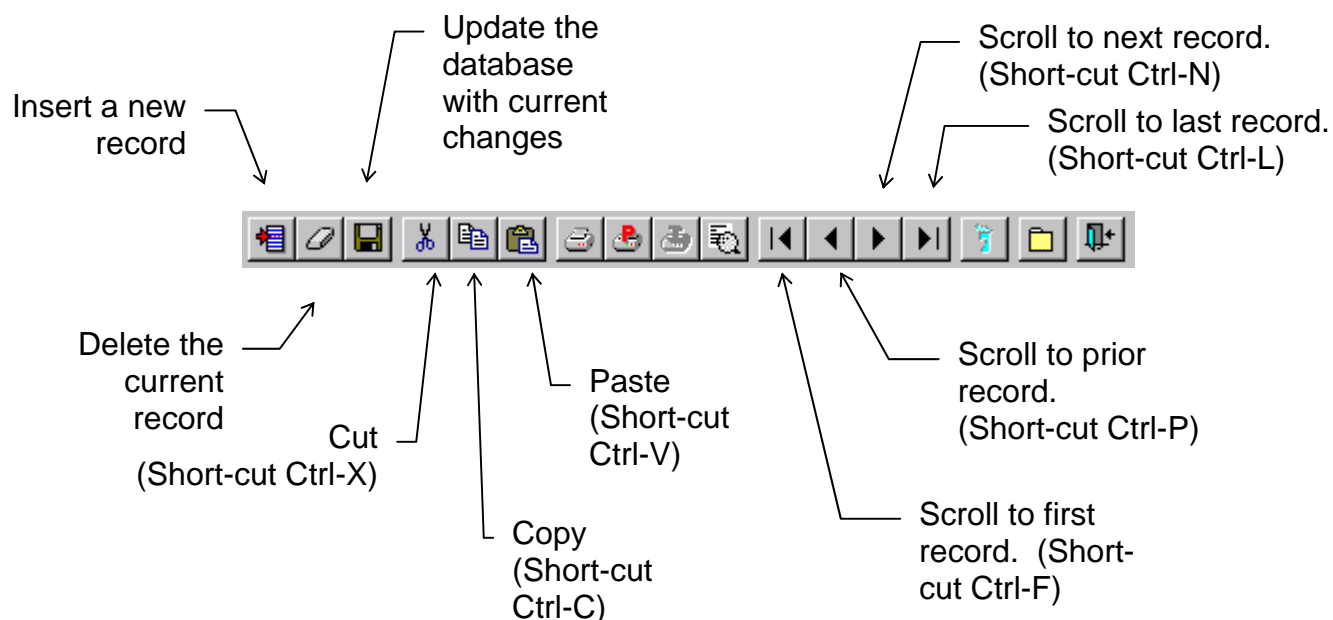 Update the
database
with current
changes
Scroll to next record.
(Short-cut Ctrl-N)
Insert a new
record
Scroll to last record.
(Short-cut Ctrl-L)
P
Delete the
current
record
Cut
(Short-cut Ctrl-X)
Paste
(Short-cut
Ctrl-V)
Scroll to prior
record.
(Short-cut Ctrl-P)
Copy
(Short-cut
Ctrl-C)
Scroll to first
record.  (Short-
cut Ctrl-F)